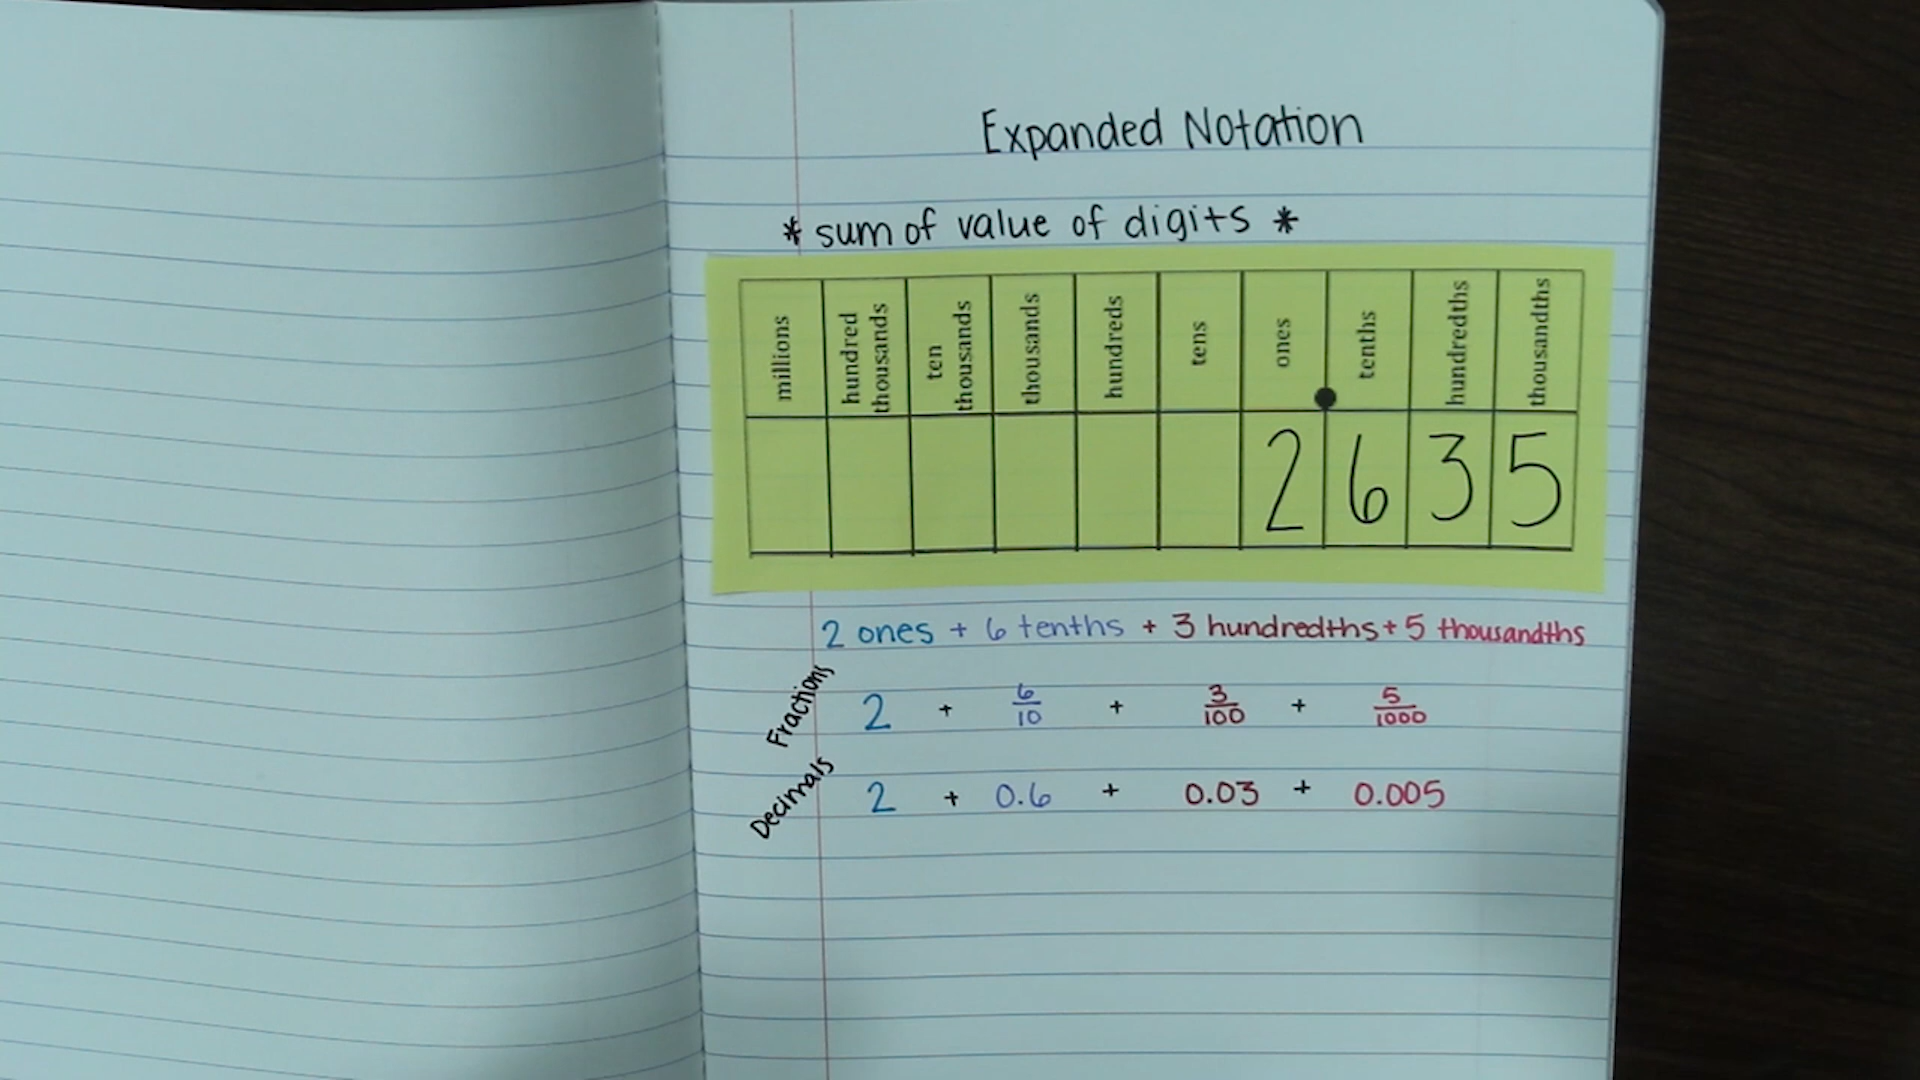 Expanded Notation
* sum of value of digits *
millions hundred thousands ten thousands thousands hundreds tens ones . tenths hundredths thousandths
2 6 3 5
2 ones + 6 tenths + 3 hundredths + 5 thousandths
Fractions 2 + 6/10 + 3/100 + 5/1000
Decimals 2 + 0.6 + 0.03 + 0.005